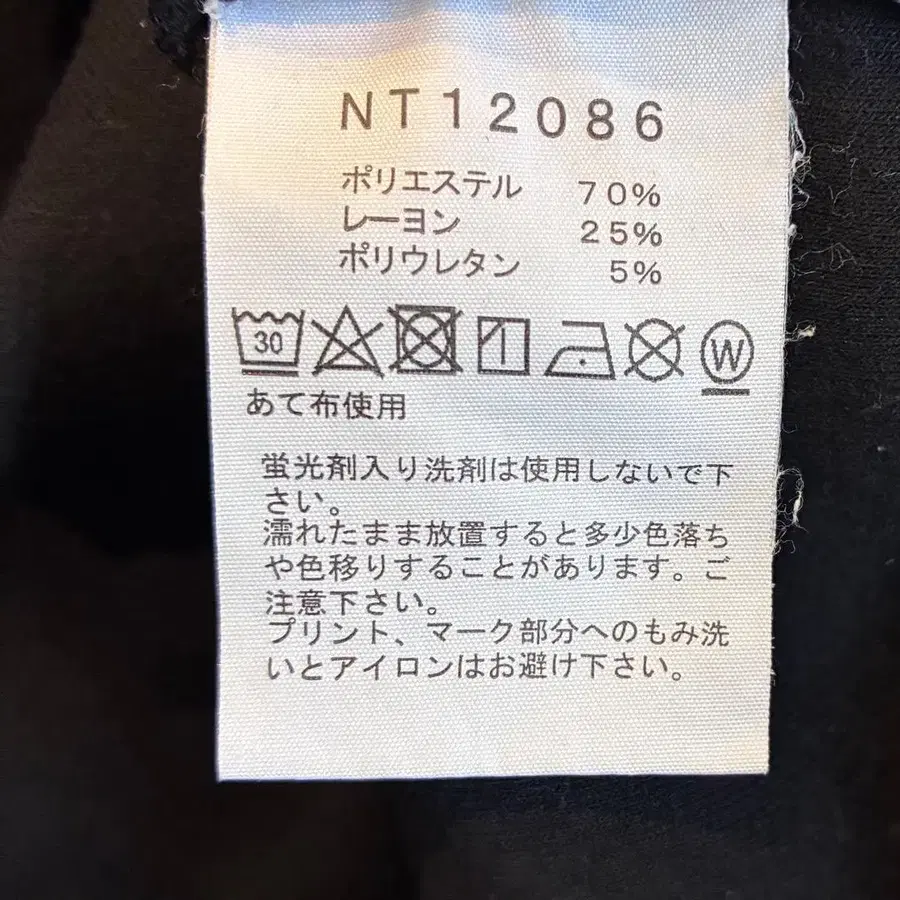 NT12086
ポリエステル 70%
レーヨン 25%
ポリウレタン 5%
30 W
あて布使用
蛍光剤入り洗剤は使用しないで下
さい。
濡れたまま放置すると多少色落ち
や色移りすることがあります。ご
注意下さい。
プリント、マーク部分へのもみ洗
いとアイロンはお避け下さい。